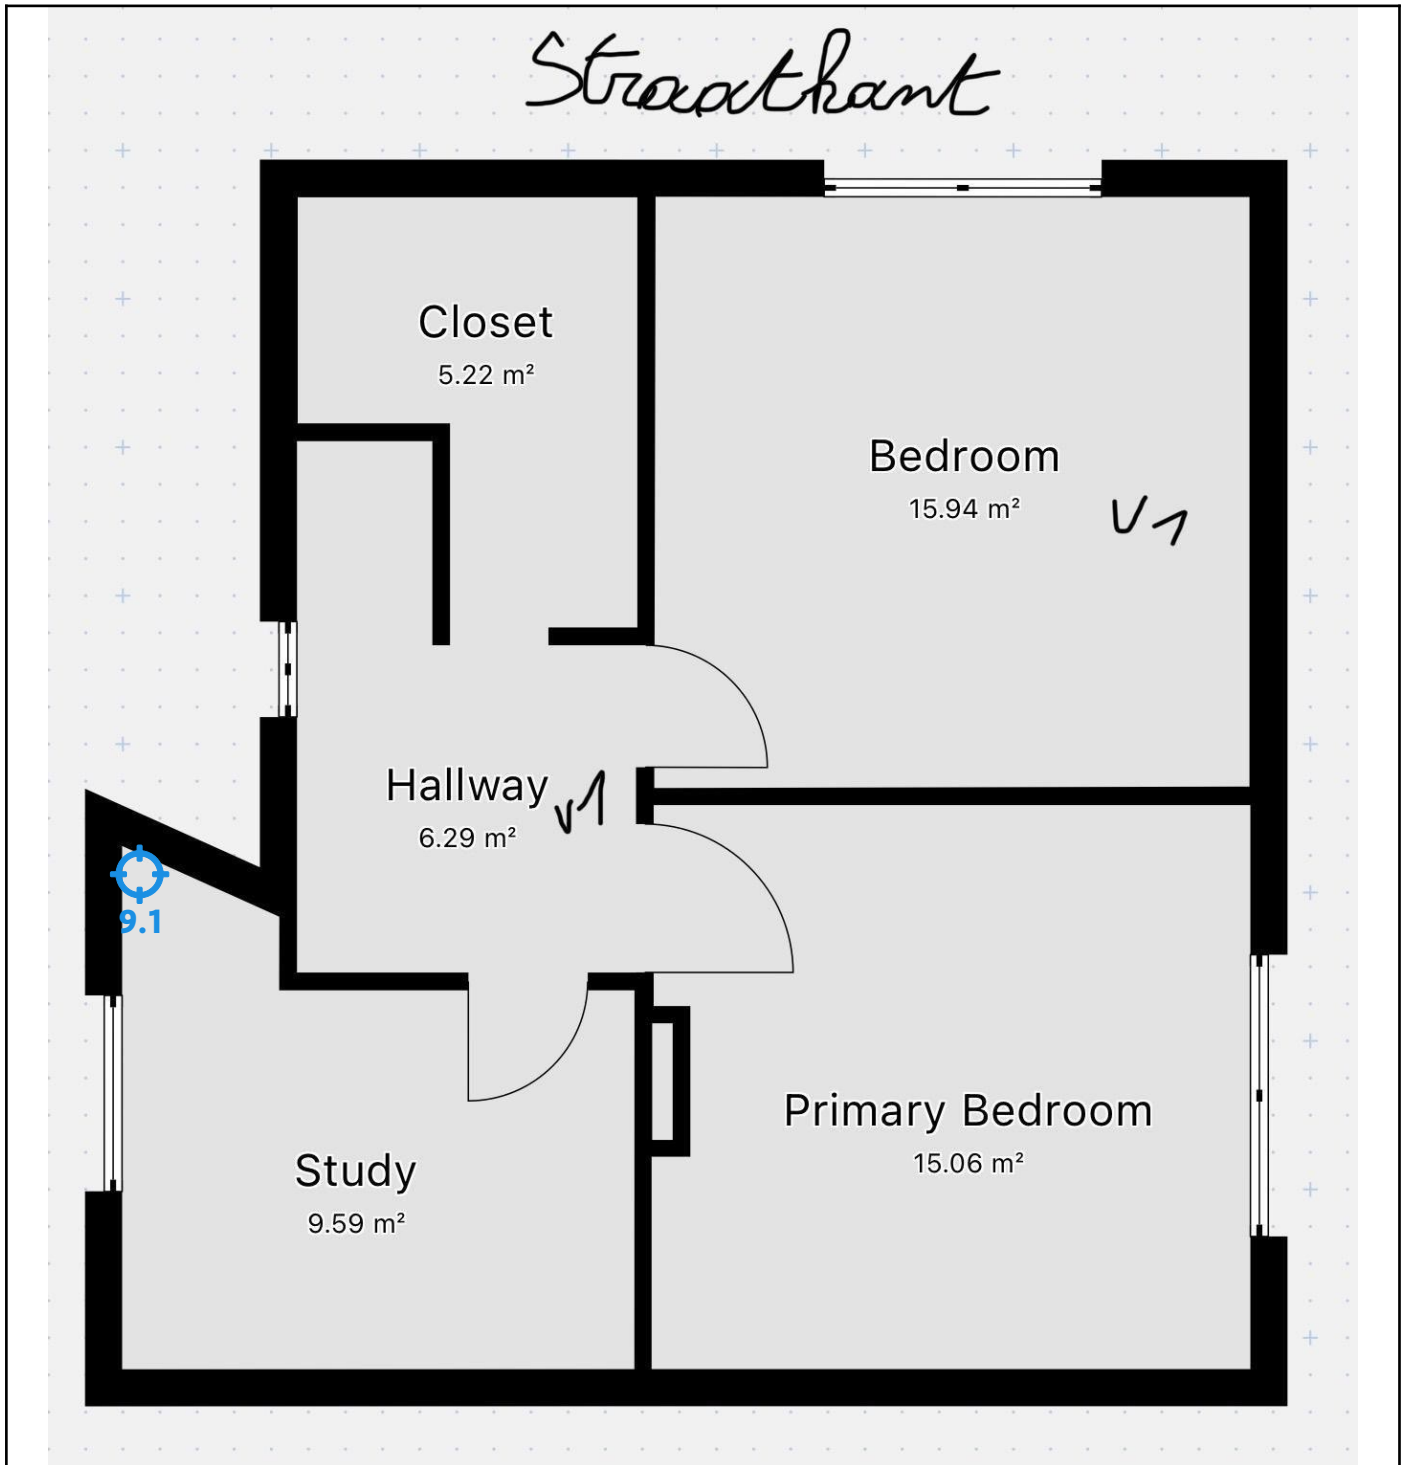 Straatkant
Closet
5.22 m²
Bedroom
15.94 m²
V1
Hallway v1
6.29 m²
9.1
Primary Bedroom
15.06 m²
Study
9.59 m²